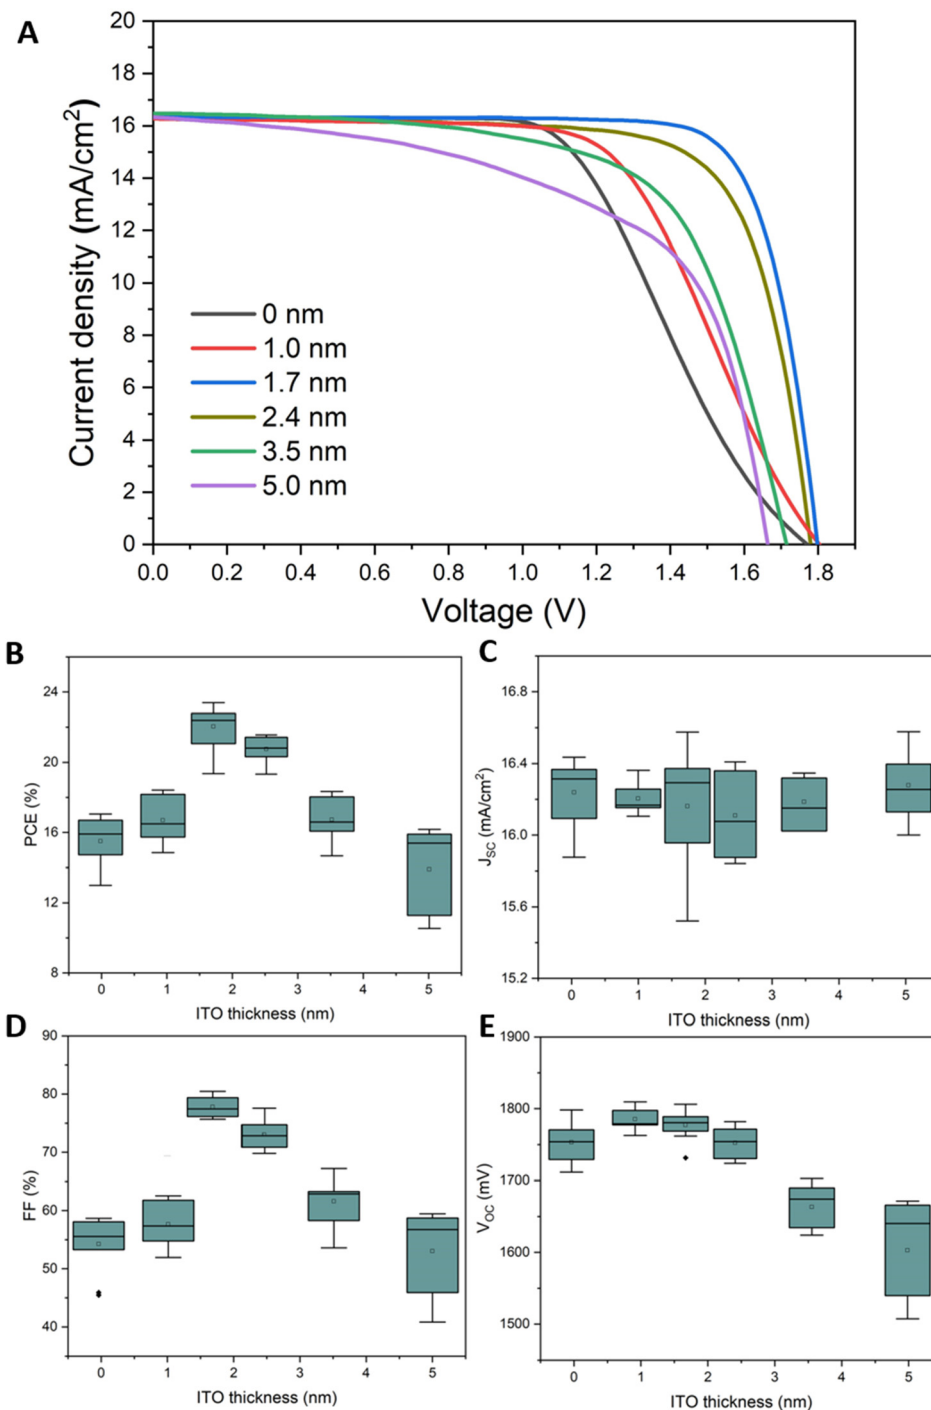 A
20
18
16
14
12
10
8
6
4
2
0
Current density (mA/cm²)
0 nm
1.0 nm
1.7 nm
2.4 nm
3.5 nm
5.0 nm
0.0 0.2 0.4 0.6 0.8 1.0 1.2 1.4 1.6 1.8
Voltage (V)
B
24
20
16
12
8
PCE (%)
0 1 2 3 4 5
ITO thickness (nm)
C
16.8
16.4
16.0
15.6
15.2
J_SC (mA/cm²)
0 1 2 3 4 5
ITO thickness (nm)
D
90
80
70
60
50
40
FF (%)
0 1 2 3 4 5
ITO thickness (nm)
E
1900
1800
1700
1600
1500
V_OC (mV)
0 1 2 3 4 5
ITO thickness (nm)